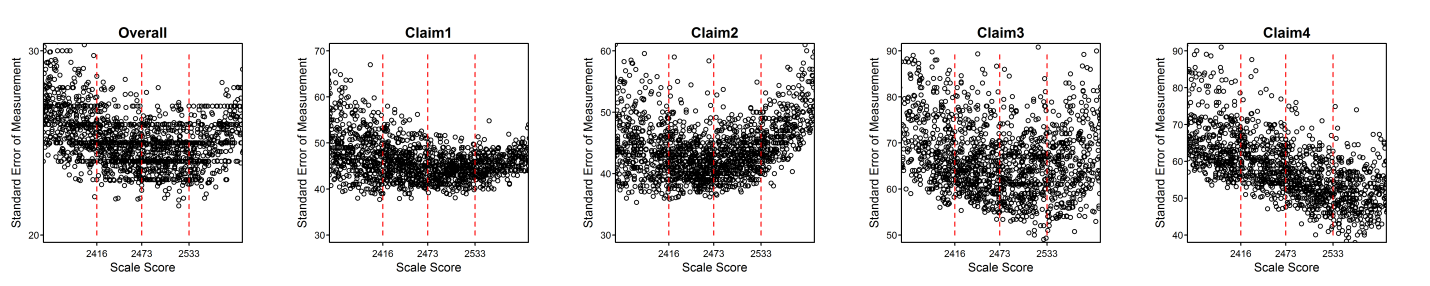 Overall
Standard Error of Measurement
30
20
2416 2473 2533
Scale Score
Claim1
Standard Error of Measurement
70
60
50
40
30
2416 2473 2533
Scale Score
Claim2
Standard Error of Measurement
60
50
40
30
2416 2473 2533
Scale Score
Claim3
Standard Error of Measurement
90
80
70
60
50
2416 2473 2533
Scale Score
Claim4
Standard Error of Measurement
90
80
70
60
50
40
2416 2473 2533
Scale Score